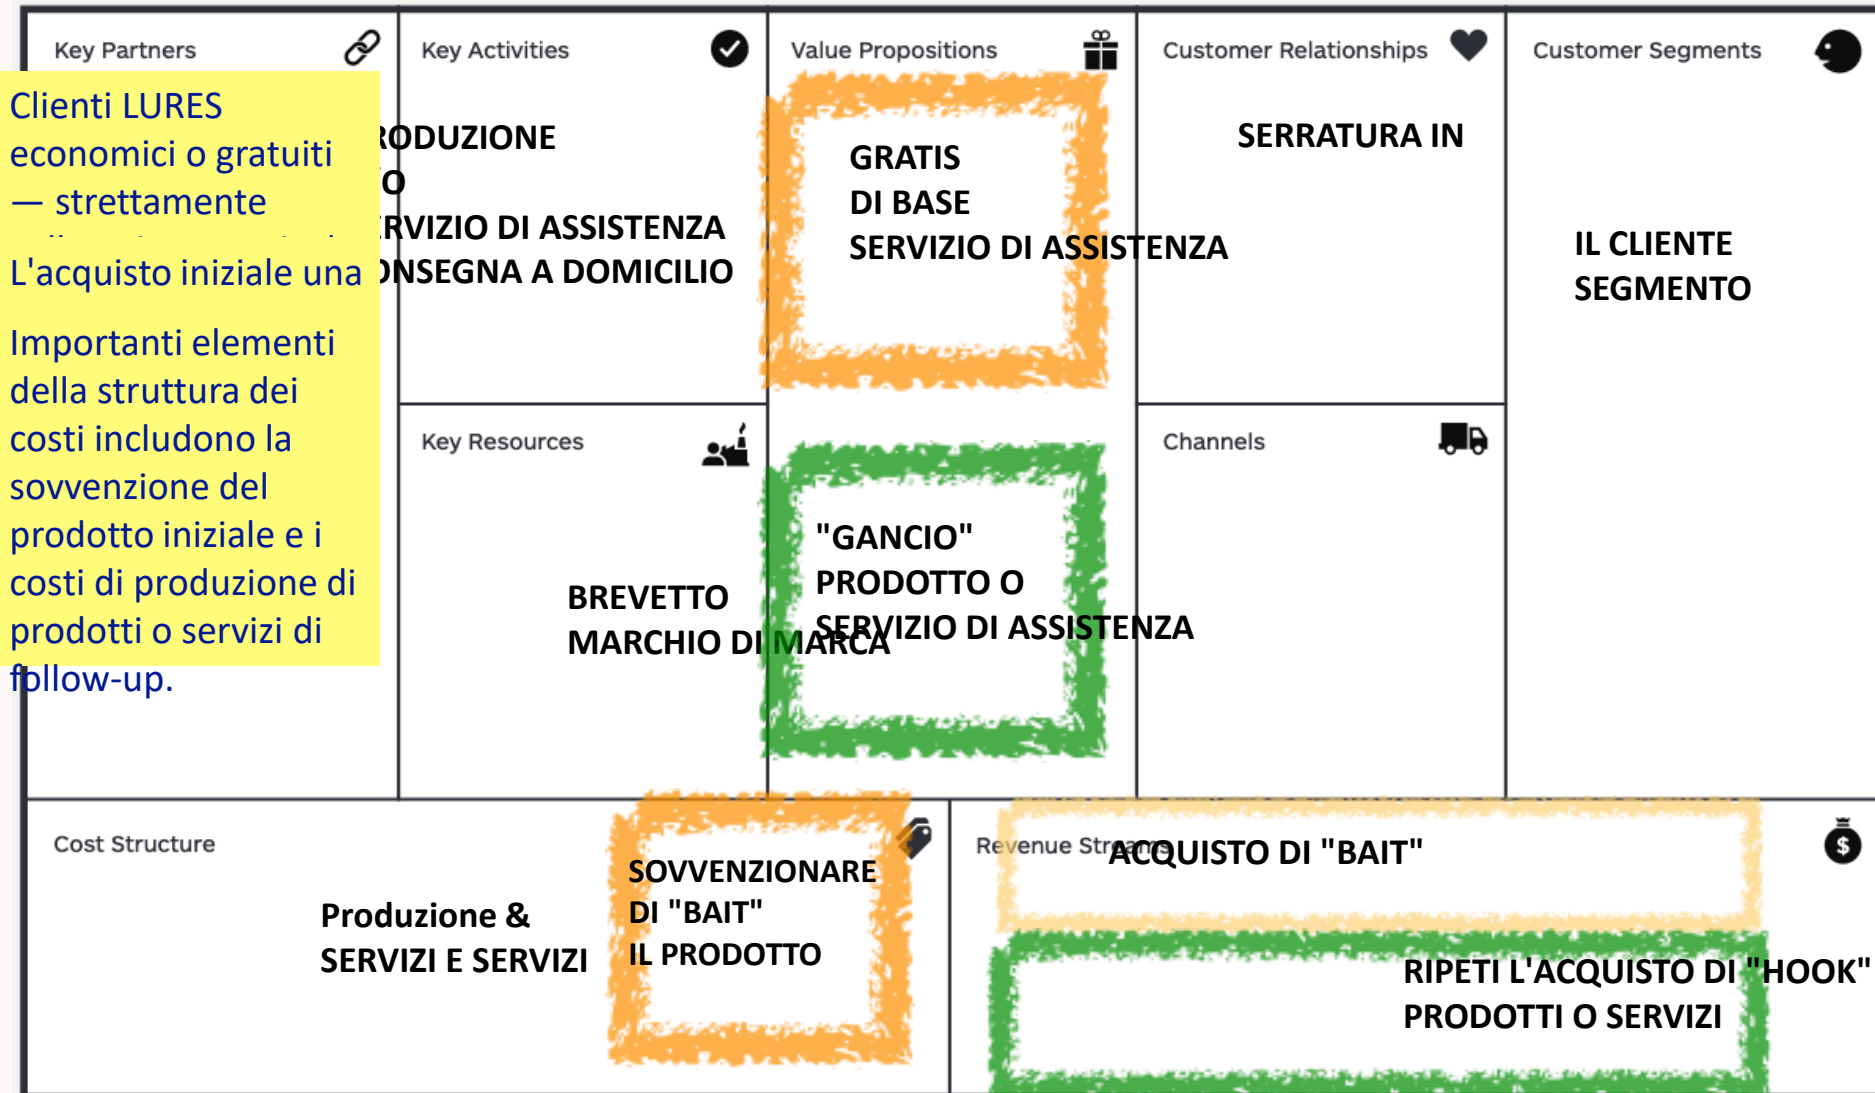 Key Partners
Clienti LURES
economici o gratuiti
— strettamente
L'acquisto iniziale una
Importanti elementi
della struttura dei
costi includono la
sovvenzione del
prodotto iniziale e i
costi di produzione di
prodotti o servizi di
follow-up.
Key Activities
RODUZIONE
O
RVIZIO DI ASSISTENZA
ONSEGNA A DOMICILIO
Key Resources
BREVETTO
MARCHIO DI MARCA
Value Propositions
GRATIS
DI BASE
SERVIZIO DI ASSISTENZA
"GANCIO"
PRODOTTO O
SERVIZIO DI ASSISTENZA
Customer Relationships
SERRATURA IN
Channels
Customer Segments
IL CLIENTE
SEGMENTO
Cost Structure
Produzione &
SERVIZI E SERVIZI
SOVVENZIONARE
DI "BAIT"
IL PRODOTTO
Revenue Streams
ACQUISTO DI "BAIT"
RIPETI L'ACQUISTO DI "HOOK"
PRODOTTI O SERVIZI